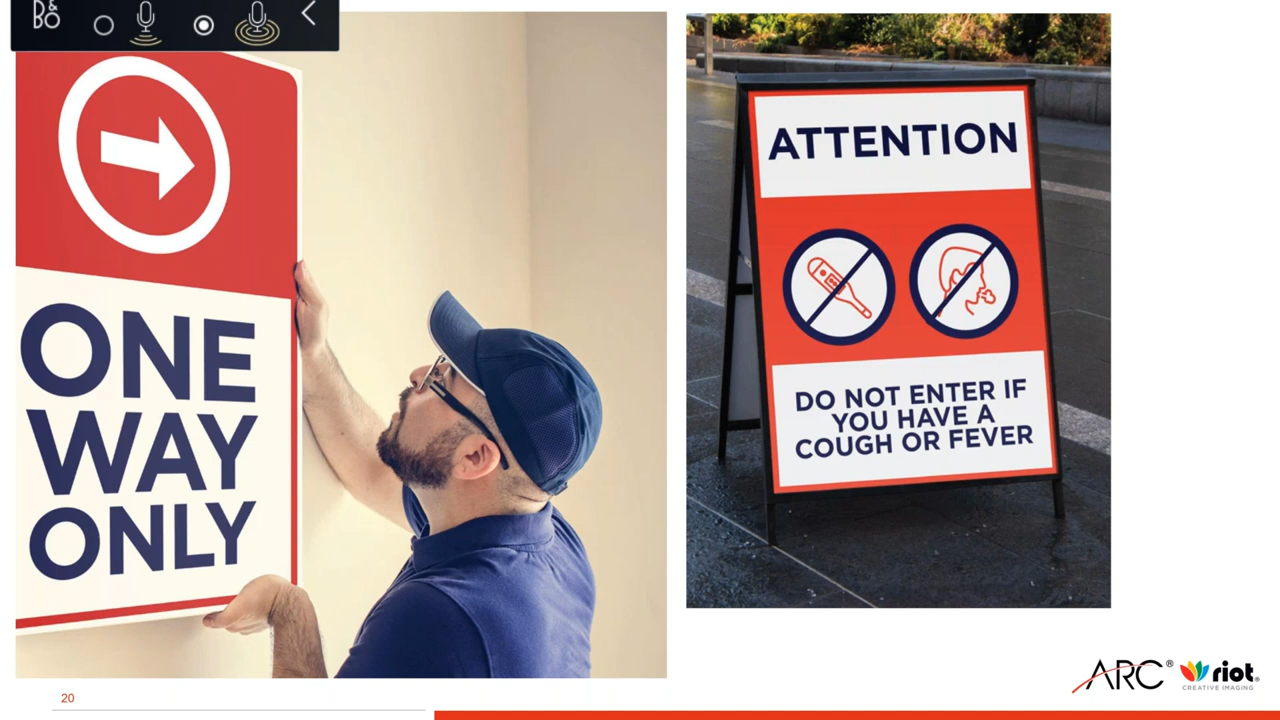 B&O
ONE
WAY
ONLY
ATTENTION
DO NOT ENTER IF
YOU HAVE A
COUGH OR FEVER
20
ARC®
riot®
CREATIVE IMAGING